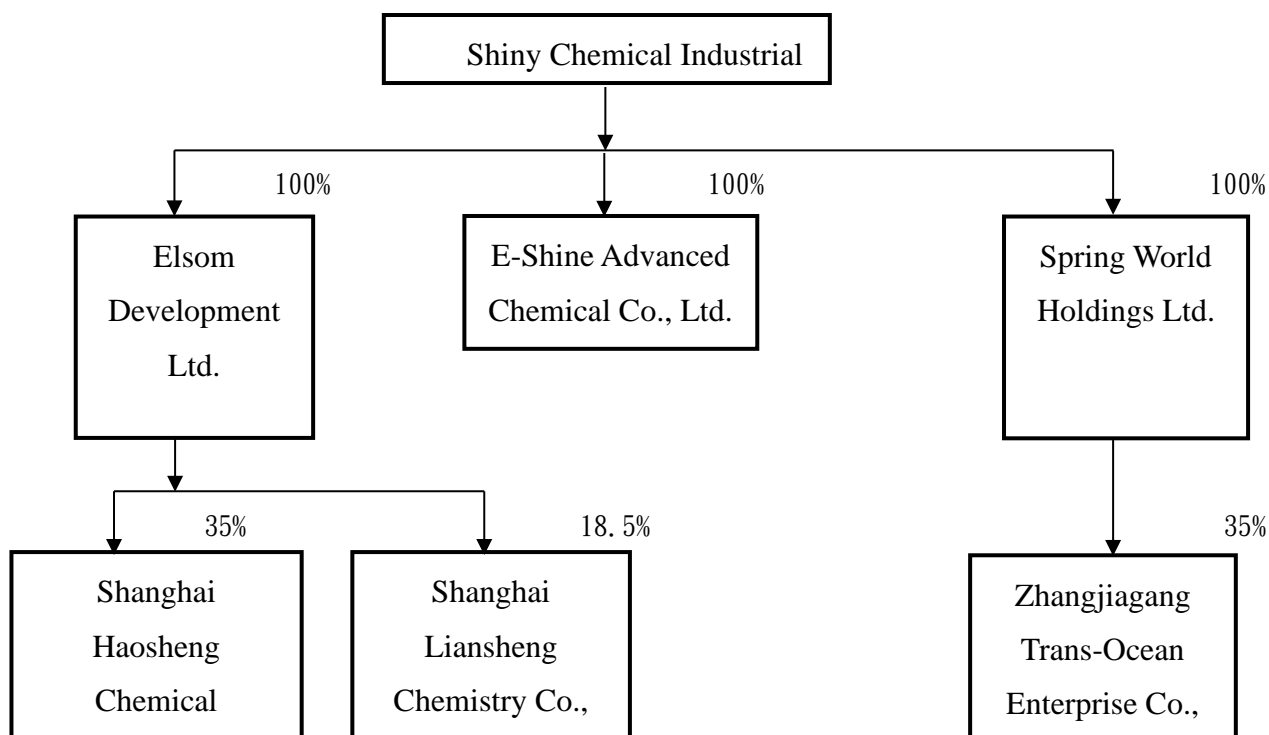 Shiny Chemical Industrial
100%
100%
100%
Elsom
Development
Ltd.
E-Shine Advanced
Chemical Co., Ltd.
Spring World
Holdings Ltd.
35%
18.5%
35%
Shanghai
Haosheng
Chemical
Shanghai
Liansheng
Chemistry Co.,
Zhangjiagang
Trans-Ocean
Enterprise Co.,